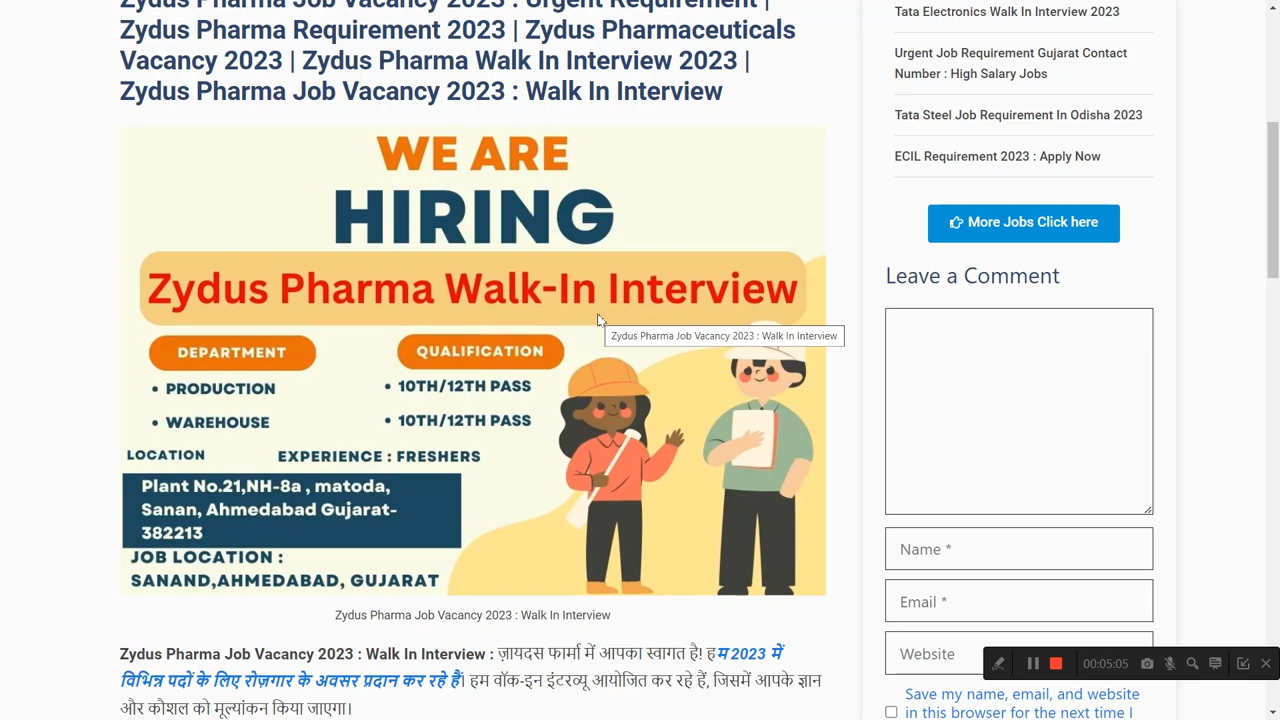 Zydus Pharma Job Vacancy 2023 : Urgent Requirement |
Zydus Pharma Requirement 2023 | Zydus Pharmaceuticals
Vacancy 2023 | Zydus Pharma Walk In Interview 2023 |
Zydus Pharma Job Vacancy 2023 : Walk In Interview
WE ARE
HIRING
Zydus Pharma Walk-In Interview
Zydus Pharma Job Vacancy 2023 : Walk In Interview
DEPARTMENT
QUALIFICATION
• PRODUCTION
• 10TH/12TH PASS
• WAREHOUSE
• 10TH/12TH PASS
LOCATION
EXPERIENCE : FRESHERS
Plant No.21,NH-8a , matoda,
Sanan, Ahmedabad Gujarat-
382213
JOB LOCATION :
SANAND,AHMEDABAD, GUJARAT
Zydus Pharma Job Vacancy 2023 : Walk In Interview
Zydus Pharma Job Vacancy 2023 : Walk In Interview : ज़ायदस फार्मा में आपका स्वागत है! हम 2023 में
विभिन्न पदों के लिए रोज़गार के अवसर प्रदान कर रहे हैं। हम वॉक-इन इंटरव्यू आयोजित कर रहे हैं, जिसमें आपके ज्ञान
और कौशल को मूल्यांकन किया जाएगा।
Tata Electronics Walk In Interview 2023
Urgent Job Requirement Gujarat Contact
Number : High Salary Jobs
Tata Steel Job Requirement In Odisha 2023
ECIL Requirement 2023 : Apply Now
More Jobs Click here
Leave a Comment
Name *
Email *
Website
00:05:05
Save my name, email, and website
in this browser for the next time I